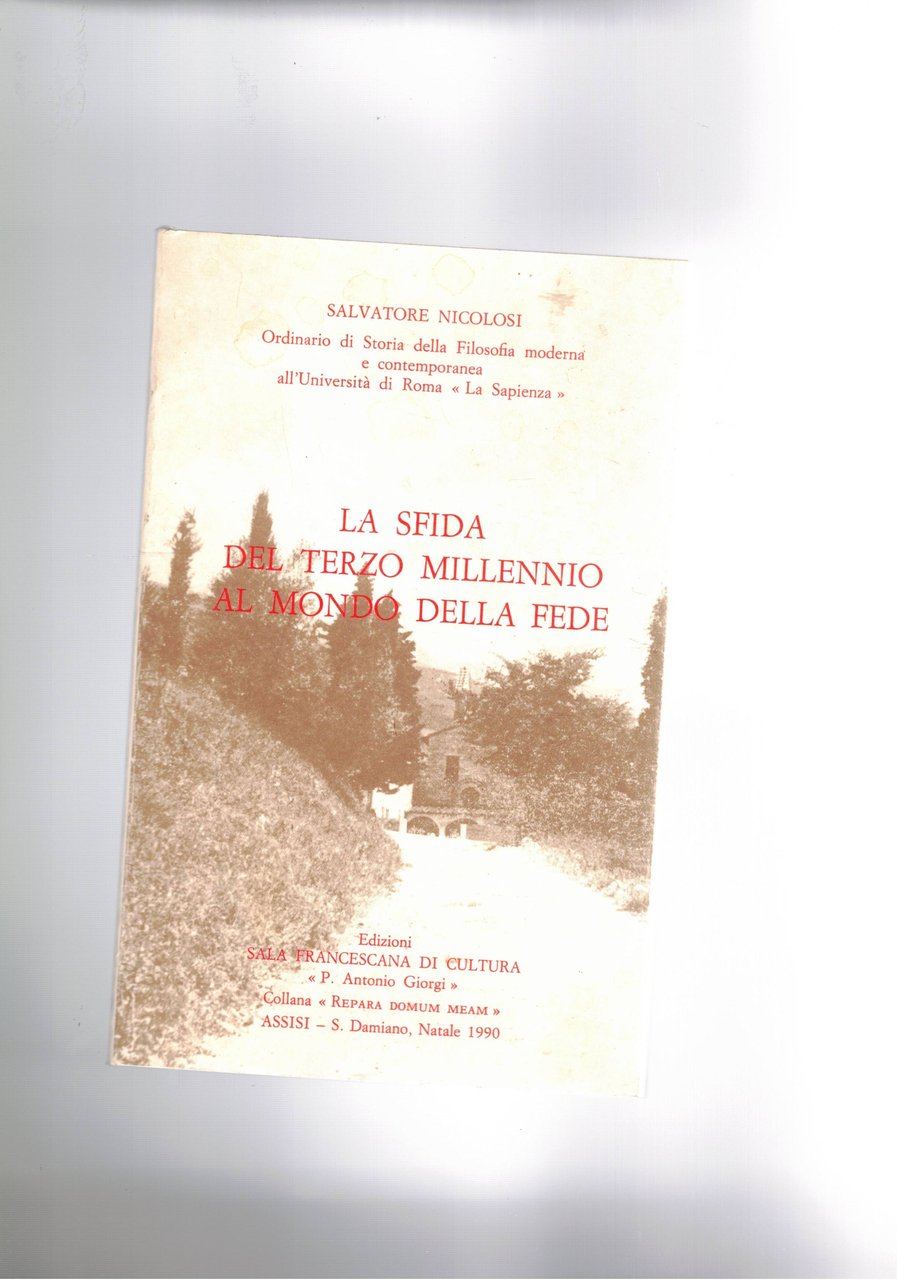 SALVATORE NICOLOSI
Ordinario di Storia della Filosofia moderna
e contemporanea
all'Università di Roma « La Sapienza »
LA SFIDA
DEL TERZO MILLENNIO
AL MONDO DELLA FEDE
Edizioni
SALA FRANCESCANA DI CULTURA
« P. Antonio Giorgi »
Collana « REPARA DOMUM MEAM »
ASSISI – S. Damiano, Natale 1990